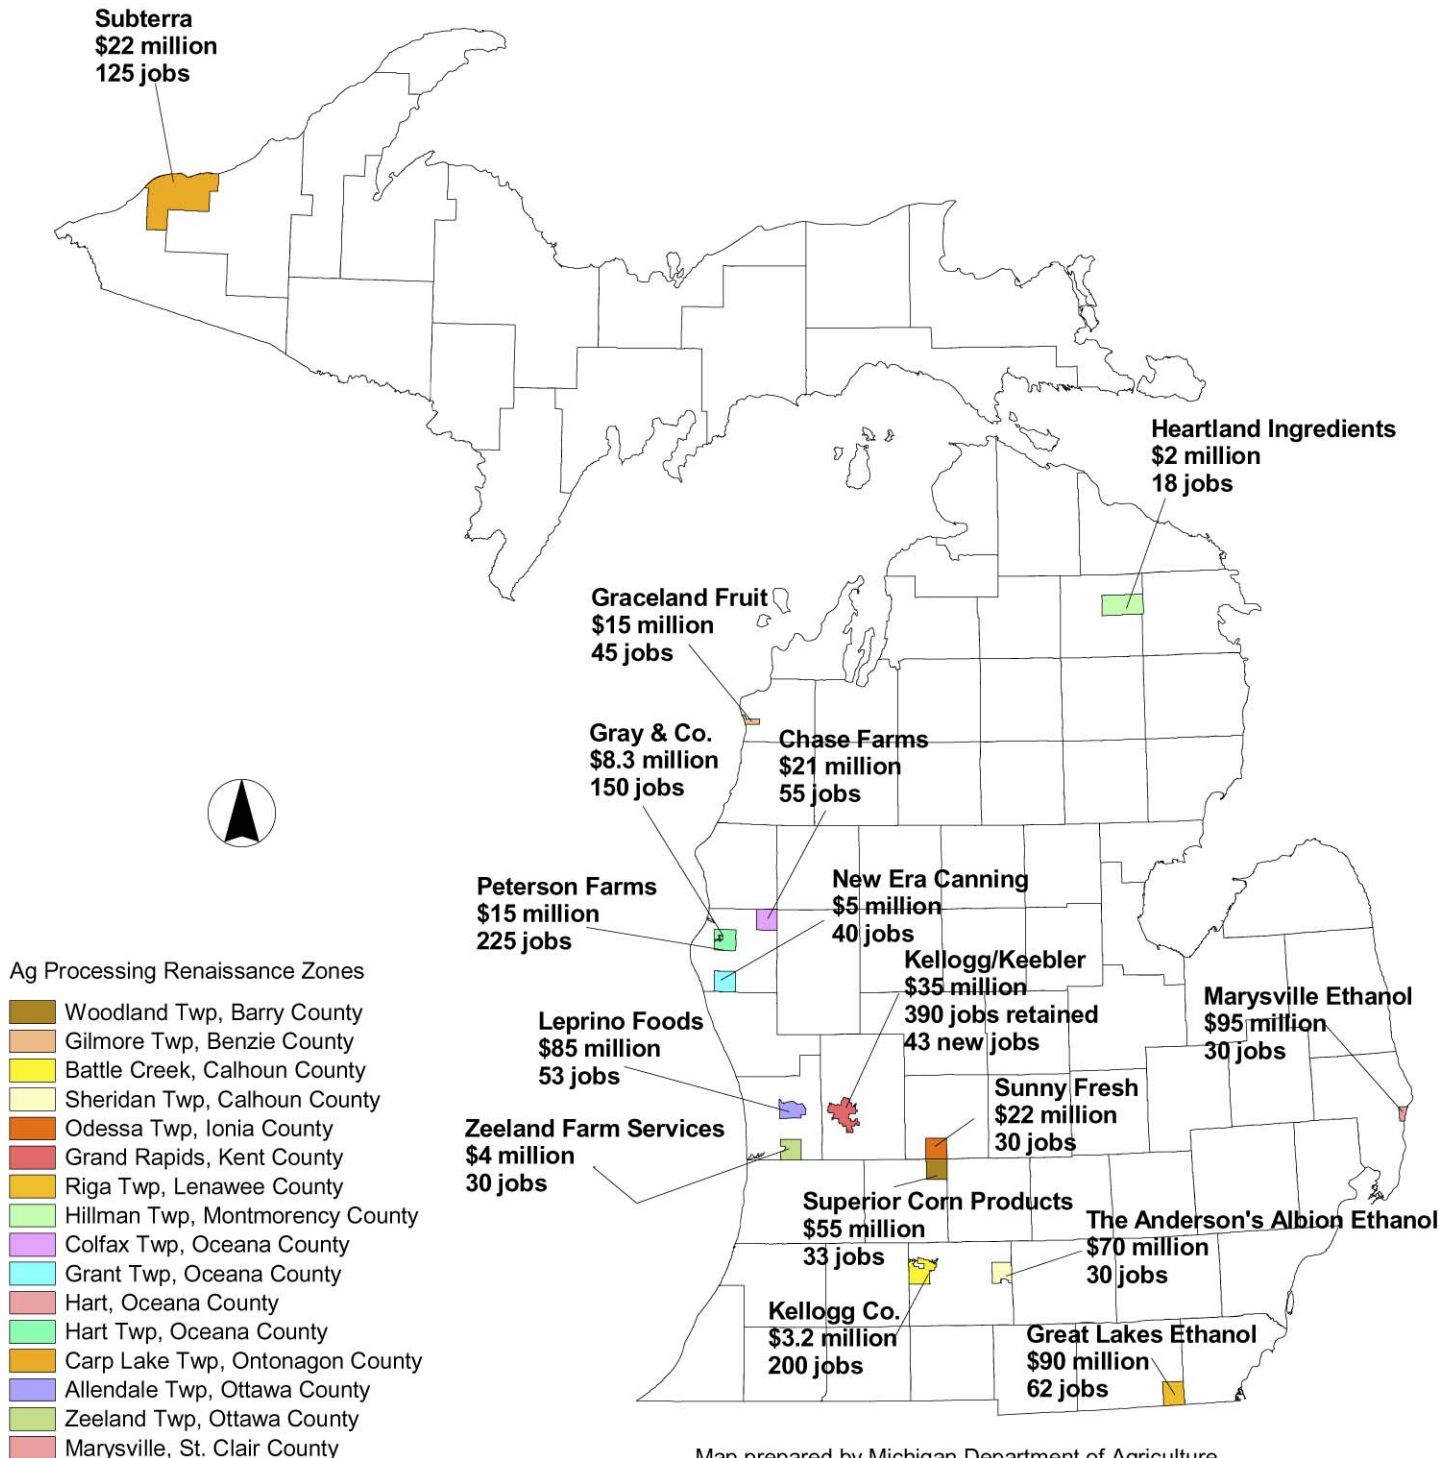 Subterra
$22 million
125 jobs
Heartland Ingredients
$2 million
18 jobs
Graceland Fruit
$15 million
45 jobs
Gray & Co.
$8.3 million
150 jobs
Chase Farms
$21 million
55 jobs
Peterson Farms
$15 million
225 jobs
New Era Canning
$5 million
40 jobs
Kellogg/Keebler
$35 million
390 jobs retained
43 new jobs
Marysville Ethanol
$95 million
30 jobs
Leprino Foods
$85 million
53 jobs
Sunny Fresh
$22 million
30 jobs
Zeeland Farm Services
$4 million
30 jobs
Superior Corn Products
$55 million
33 jobs
The Anderson's Albion Ethanol
$70 million
30 jobs
Kellogg Co.
$3.2 million
200 jobs
Great Lakes Ethanol
$90 million
62 jobs
Ag Processing Renaissance Zones
Woodland Twp, Barry County
Gilmore Twp, Benzie County
Battle Creek, Calhoun County
Sheridan Twp, Calhoun County
Odessa Twp, Ionia County
Grand Rapids, Kent County
Riga Twp, Lenawee County
Hillman Twp, Montmorency County
Colfax Twp, Oceana County
Grant Twp, Oceana County
Hart, Oceana County
Hart Twp, Oceana County
Carp Lake Twp, Ontonagon County
Allendale Twp, Ottawa County
Zeeland Twp, Ottawa County
Marysville, St. Clair County
Map prepared by Michigan Department of Agriculture